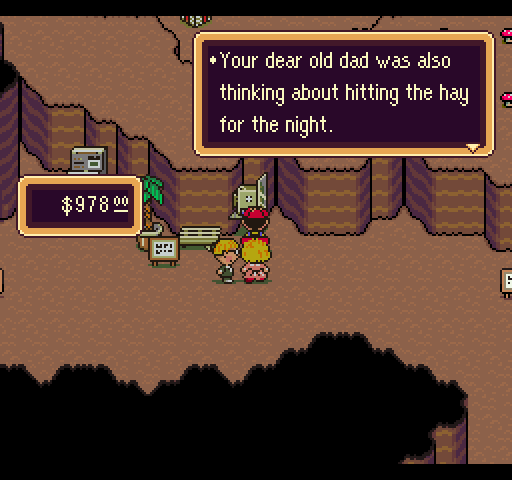 •Your dear old dad was also
thinking about hitting the hay
for the night.
$978.00